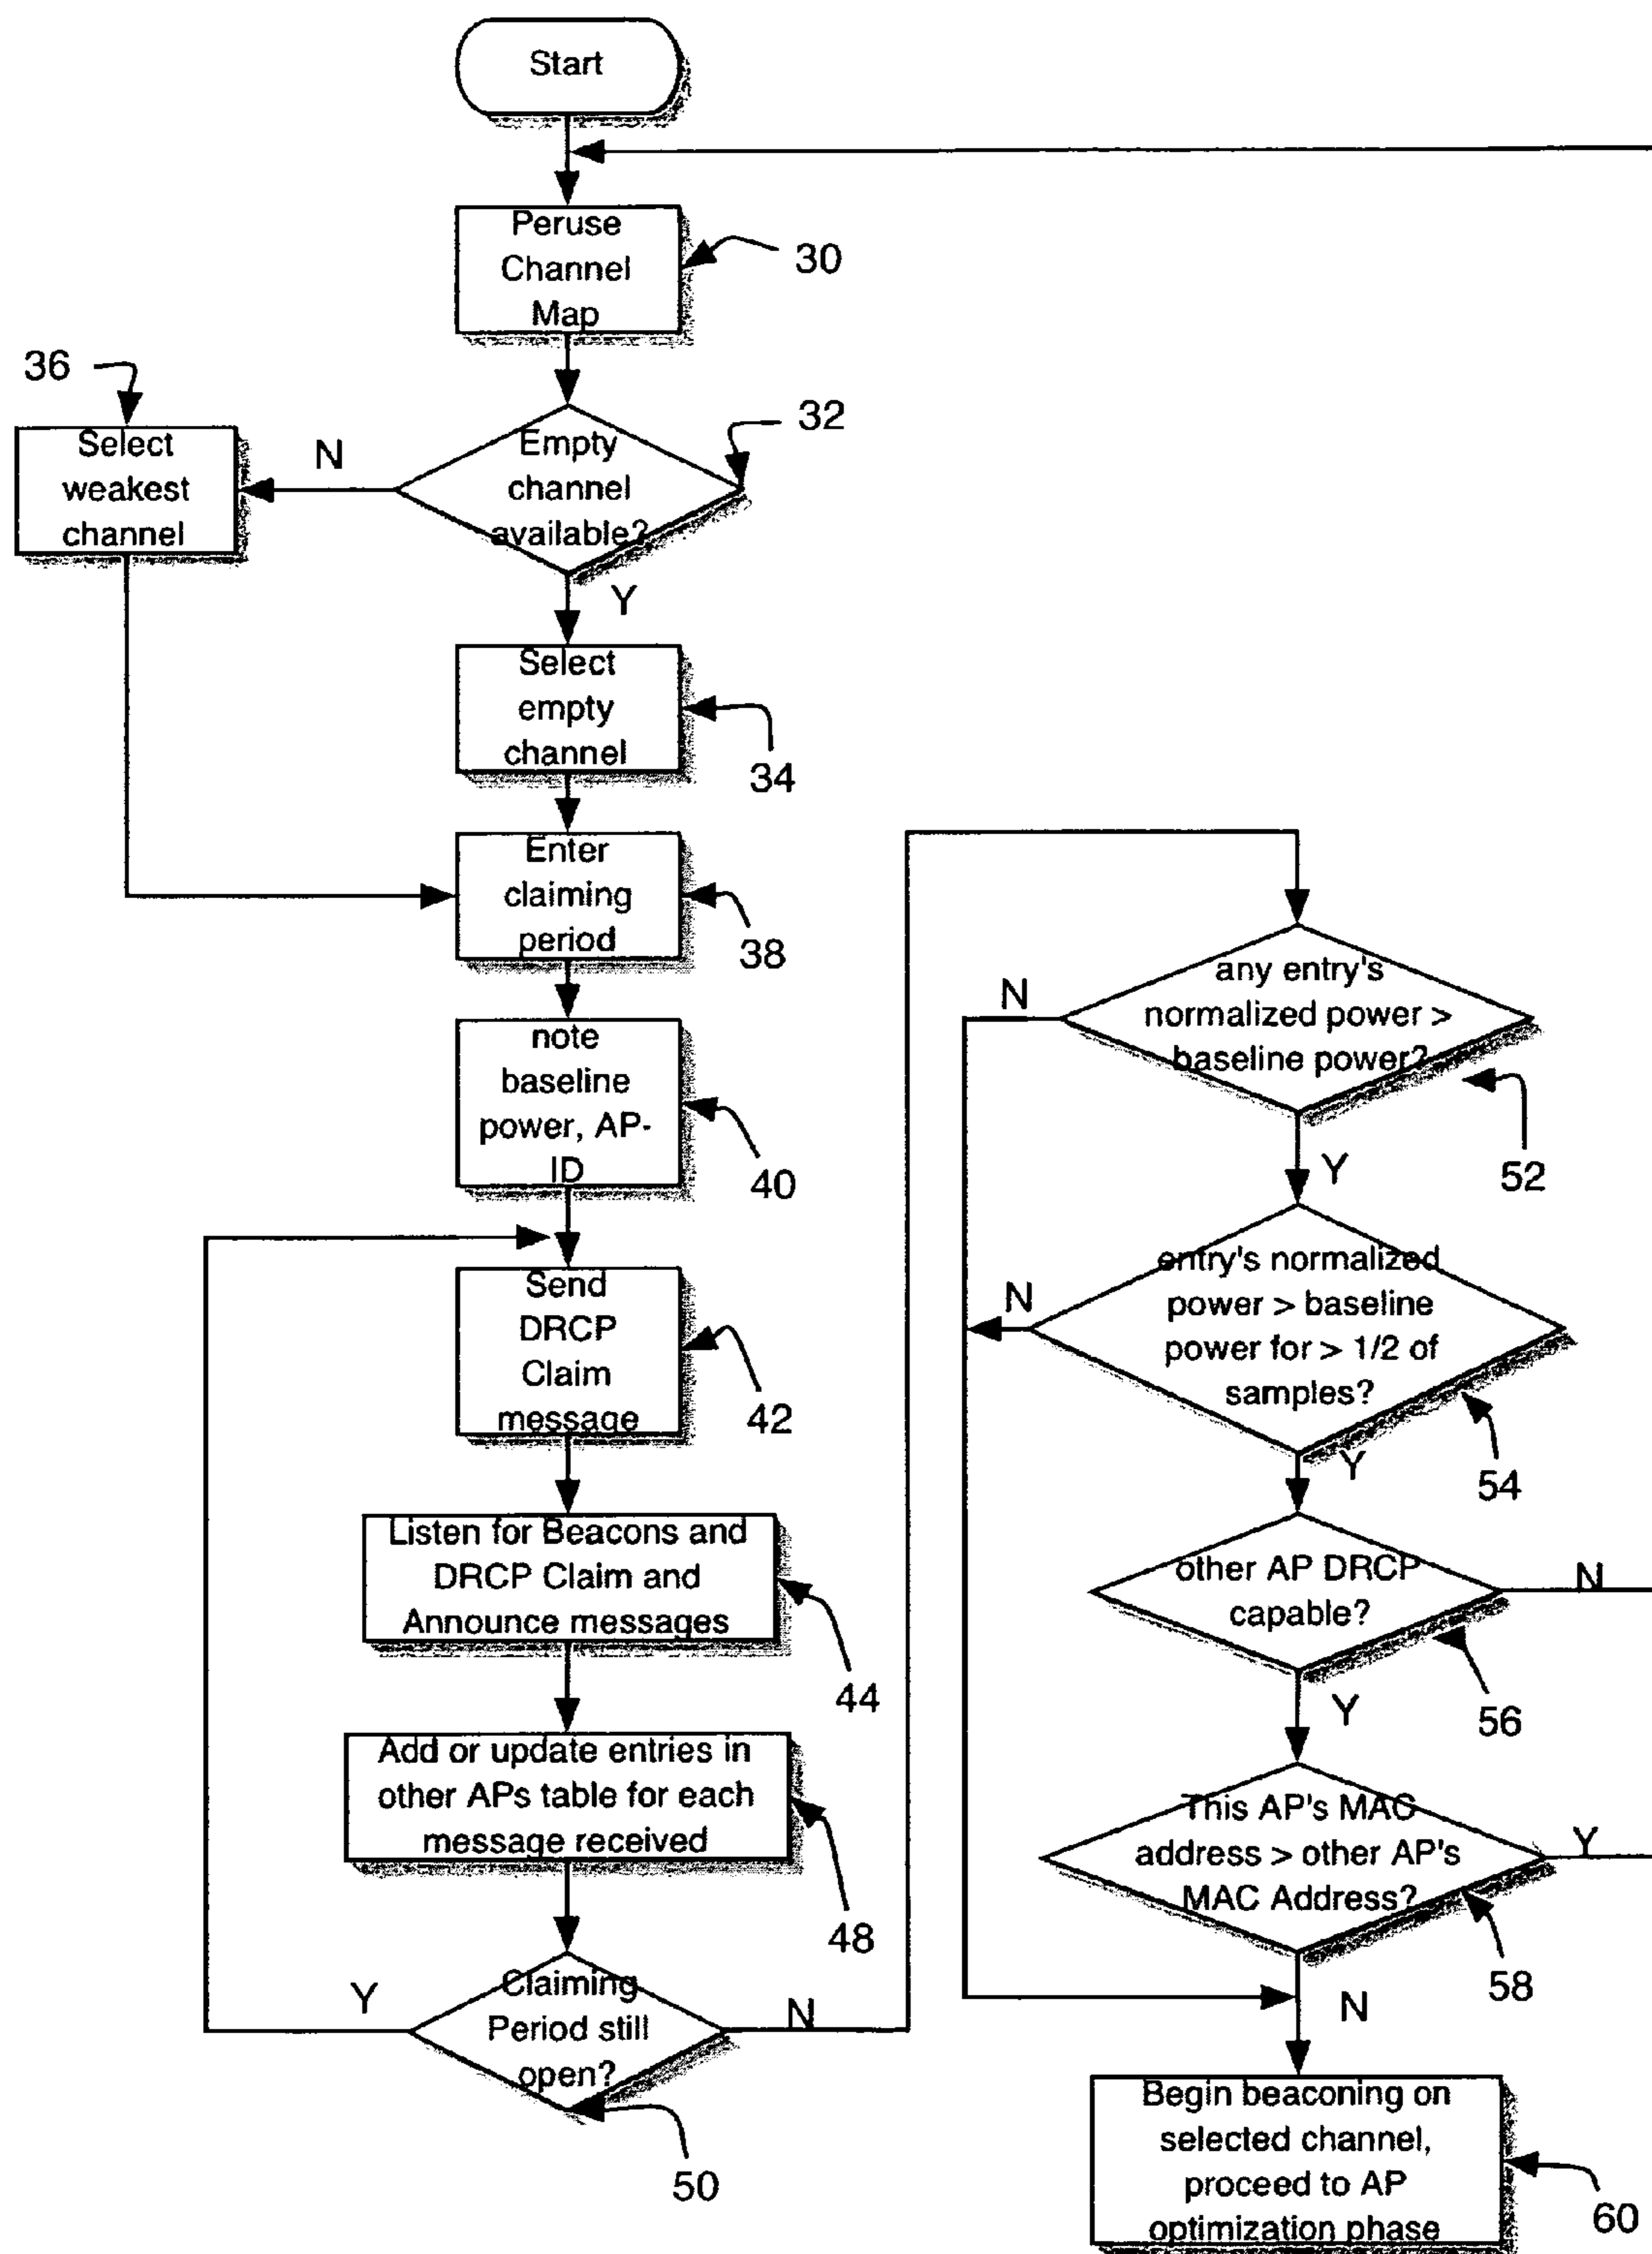 Start
Peruse
Channel
Map
30
36
Select
weakest
channel
N
Empty
channel
available?
32
Y
Select
empty
channel
34
Enter
claiming
period
38
note
baseline
power, AP-
ID
40
Send
DRCP
Claim
message
42
Listen for Beacons and
DRCP Claim and
Announce messages
44
Add or update entries in
other APs table for each
message received
48
Claiming
Period still
open?
Y
N
50
any entry's
normalized power >
baseline power?
N
52
Y
entry's normalized
power > baseline
power for > 1/2 of
samples?
N
54
Y
other AP DRCP
capable?
N
56
Y
This AP's MAC
address > other AP's
MAC Address?
Y
58
N
Begin beaconing on
selected channel,
proceed to AP
optimization phase
60